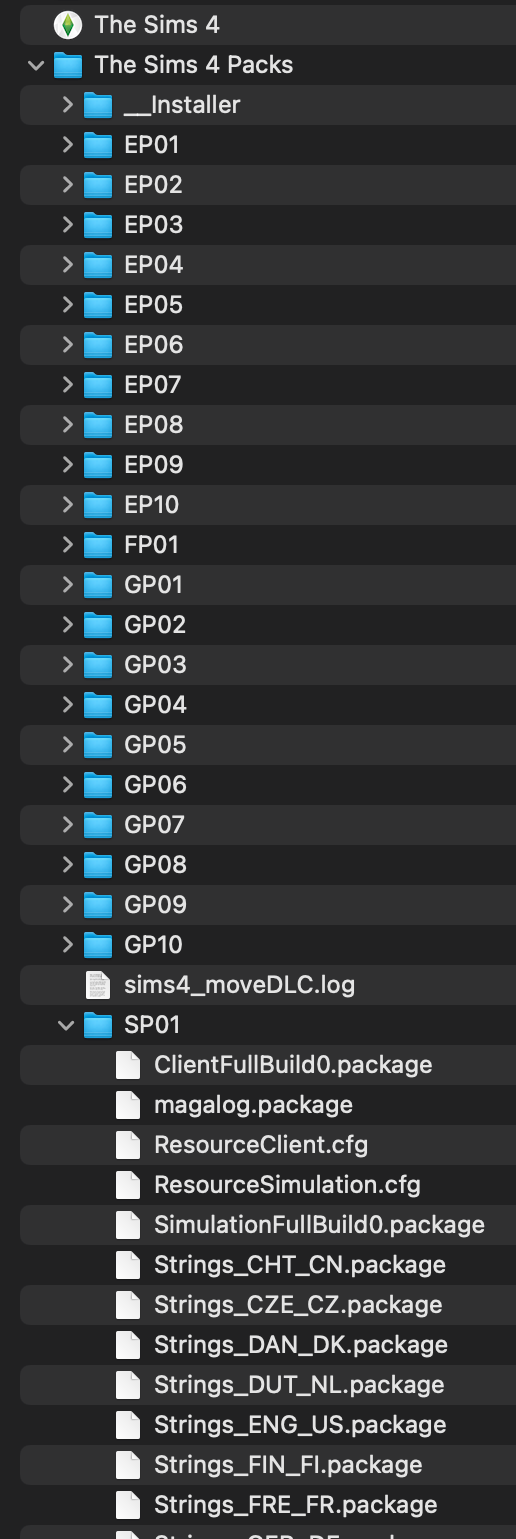 The Sims 4
The Sims 4 Packs
__Installer
EP01
EP02
EP03
EP04
EP05
EP06
EP07
EP08
EP09
EP10
FP01
GP01
GP02
GP03
GP04
GP05
GP06
GP07
GP08
GP09
GP10
sims4_moveDLC.log
SP01
ClientFullBuild0.package
magalog.package
ResourceClient.cfg
ResourceSimulation.cfg
SimulationFullBuild0.package
Strings_CHT_CN.package
Strings_CZE_CZ.package
Strings_DAN_DK.package
Strings_DUT_NL.package
Strings_ENG_US.package
Strings_FIN_FI.package
Strings_FRE_FR.package